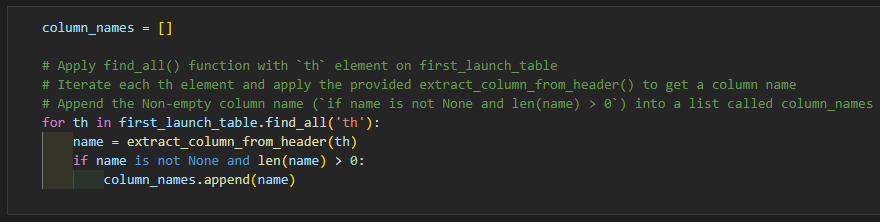 column_names = []
# Apply find_all() function with `th` element on first_launch_table
# Iterate each th element and apply the provided extract_column_from_header() to get a column name
# Append the Non-empty column name (`if name is not None and len(name) > 0`) into a list called column_names
for th in first_launch_table.find_all('th'):
    name = extract_column_from_header(th)
    if name is not None and len(name) > 0:
        column_names.append(name)